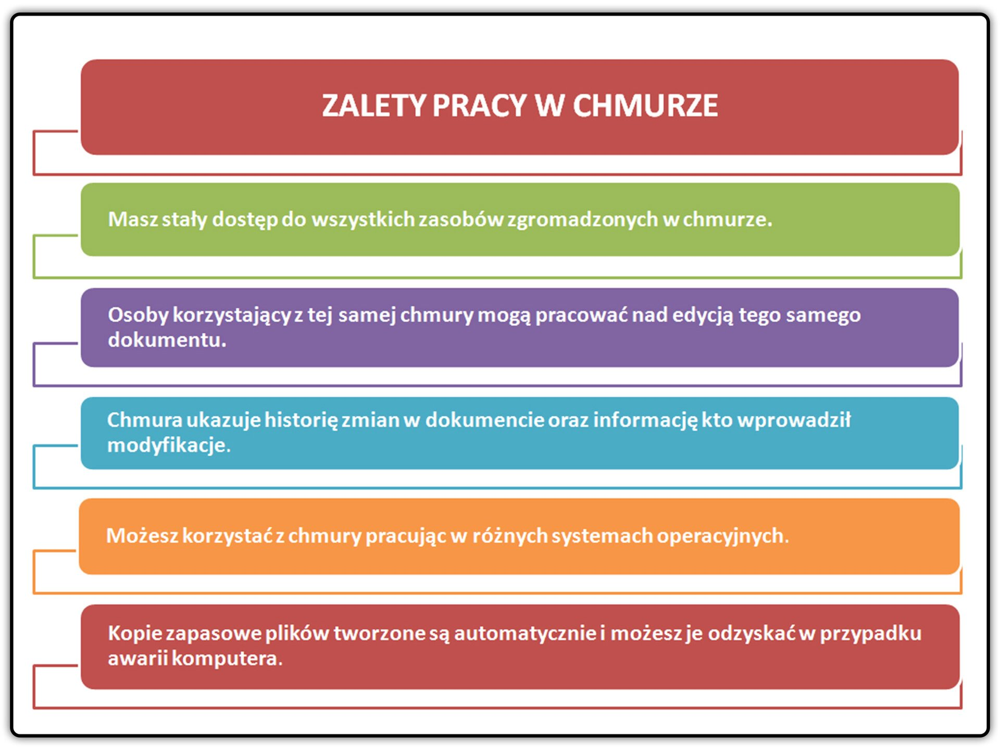 ZALETY PRACY W CHMURZE
Masz stały dostęp do wszystkich zasobów zgromadzonych w chmurze.
Osoby korzystający z tej samej chmury mogą pracować nad edycją tego samego
dokumentu.
Chmura ukazuje historię zmian w dokumencie oraz informację kto wprowadził
modyfikacje.
Możesz korzystać z chmury pracując w różnych systemach operacyjnych.
Kopie zapasowe plików tworzone są automatycznie i możesz je odzyskać w przypadku
awarii komputera.